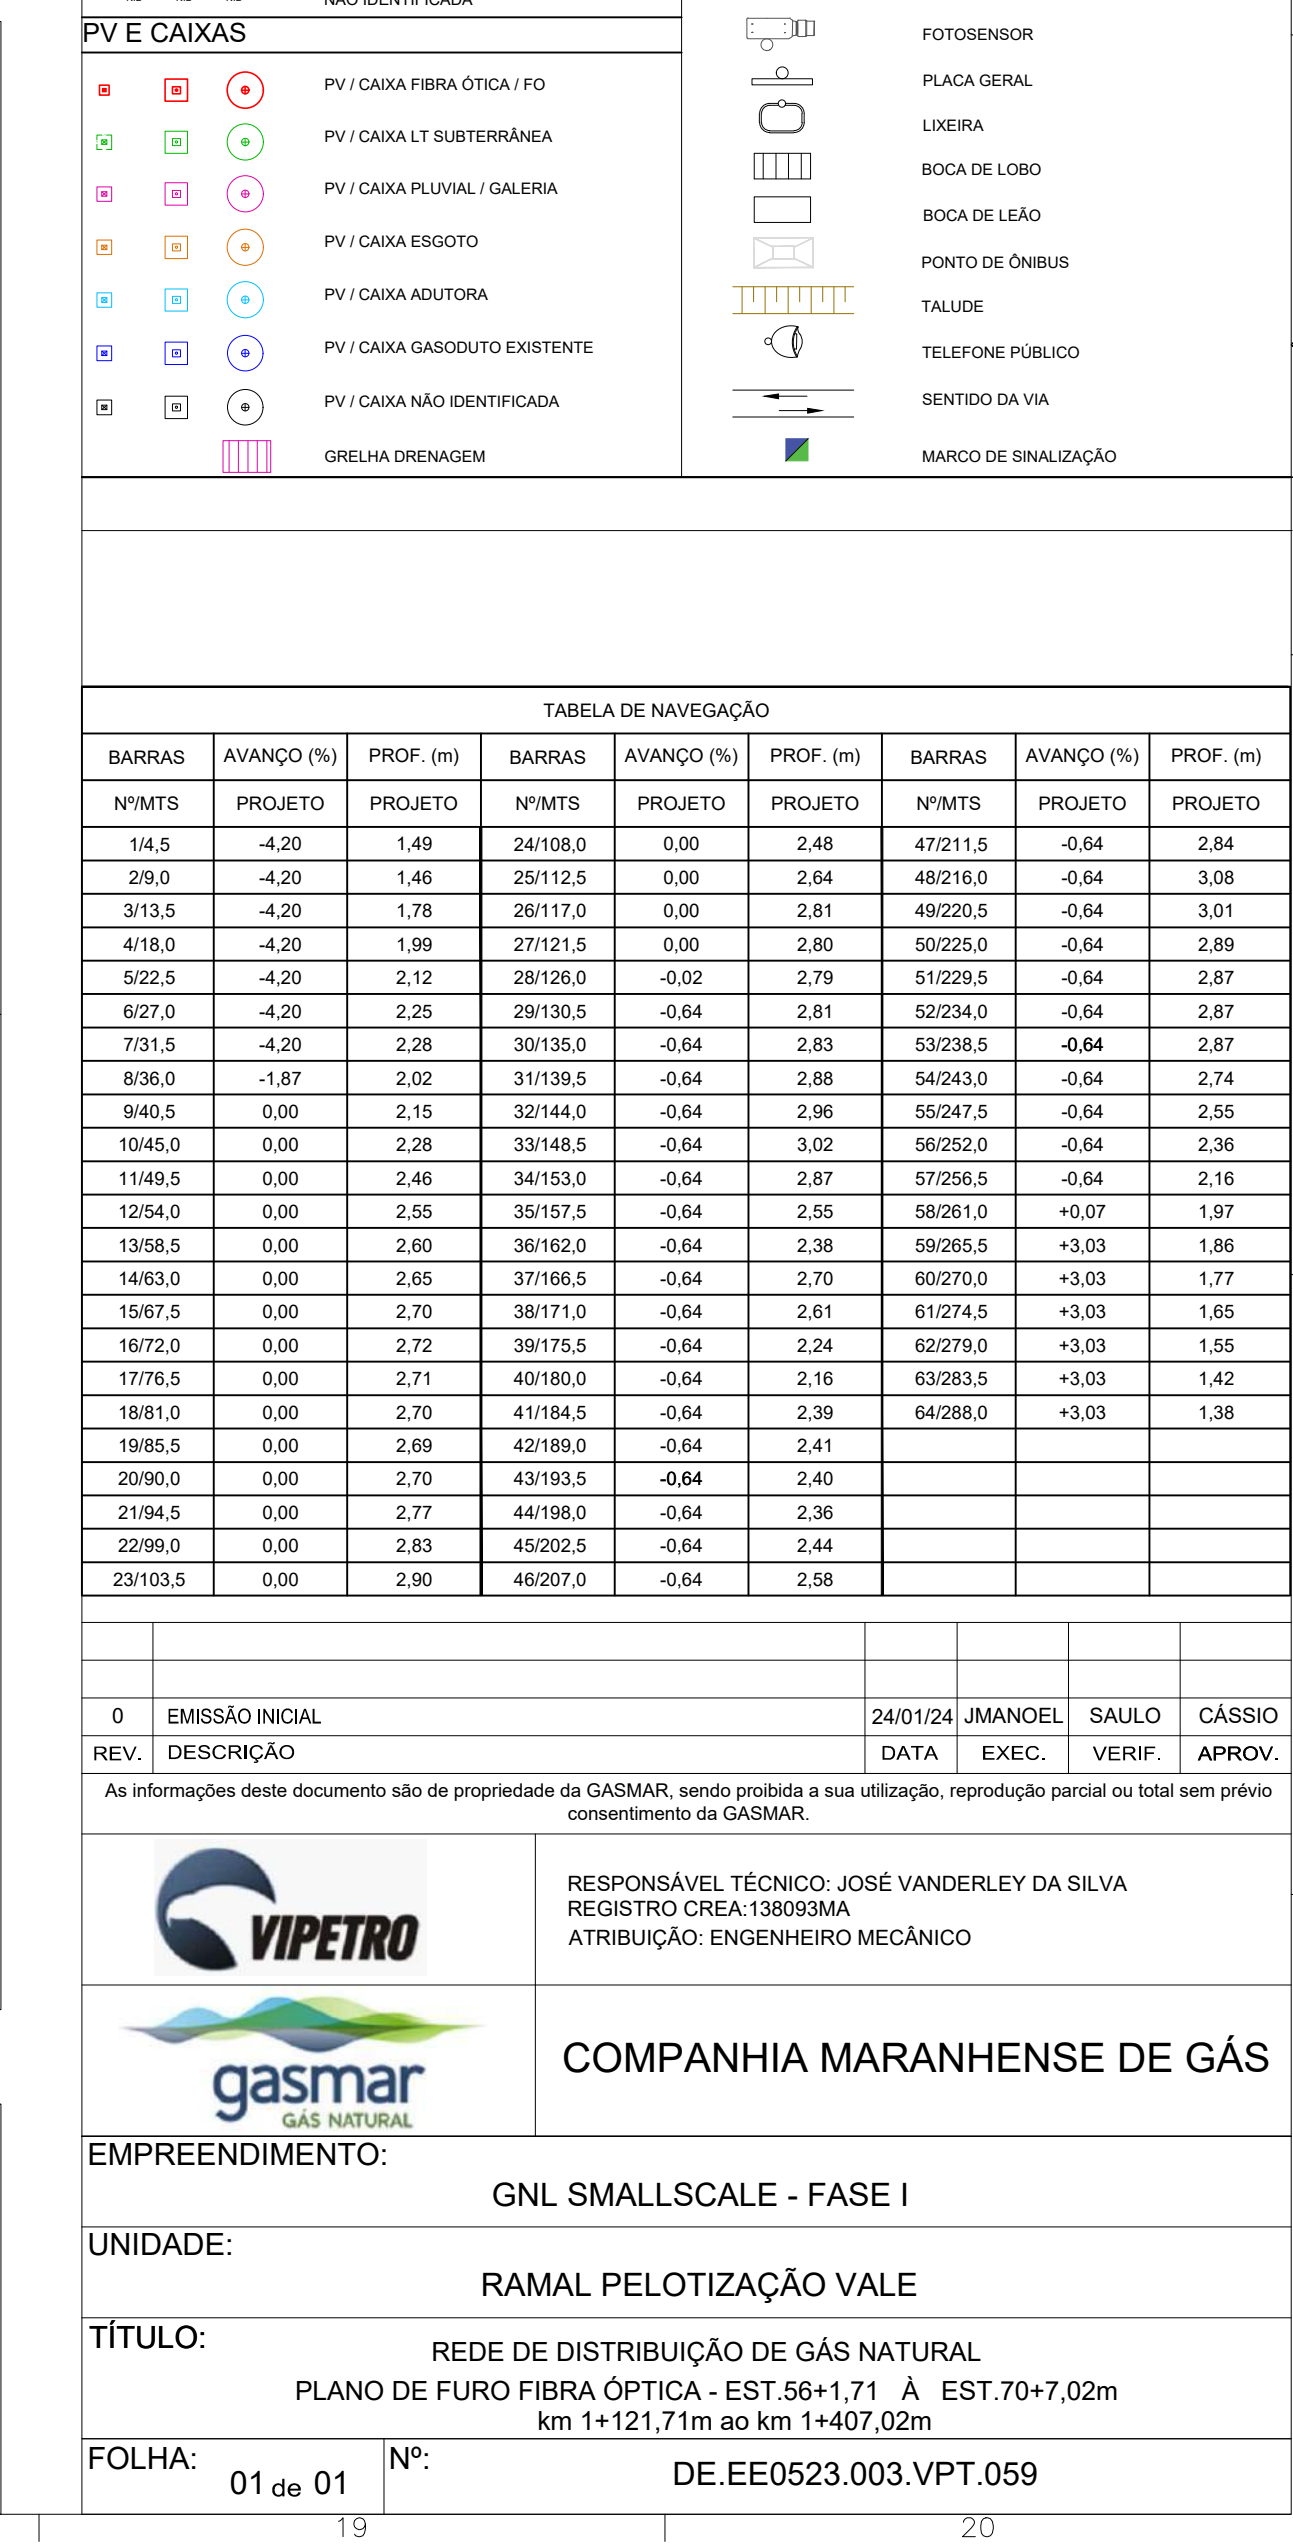 NÃO IDENTIFICADA
PV E CAIXAS
PV / CAIXA FIBRA ÓTICA / FO
PV / CAIXA LT SUBTERRÂNEA
PV / CAIXA PLUVIAL / GALERIA
PV / CAIXA ESGOTO
PV / CAIXA ADUTORA
PV / CAIXA GASODUTO EXISTENTE
PV / CAIXA NÃO IDENTIFICADA
GRELHA DRENAGEM
FOTOSENSOR
PLACA GERAL
LIXEIRA
BOCA DE LOBO
BOCA DE LEÃO
PONTO DE ÔNIBUS
TALUDE
TELEFONE PÚBLICO
SENTIDO DA VIA
MARCO DE SINALIZAÇÃO
TABELA DE NAVEGAÇÃO
BARRAS AVANÇO (%) PROF. (m) BARRAS AVANÇO (%) PROF. (m) BARRAS AVANÇO (%) PROF. (m)
Nº/MTS PROJETO PROJETO Nº/MTS PROJETO PROJETO Nº/MTS PROJETO PROJETO
1/4,5 -4,20 1,49 24/108,0 0,00 2,48 47/211,5 -0,64 2,84
2/9,0 -4,20 1,46 25/112,5 0,00 2,64 48/216,0 -0,64 3,08
3/13,5 -4,20 1,78 26/117,0 0,00 2,81 49/220,5 -0,64 3,01
4/18,0 -4,20 1,99 27/121,5 0,00 2,80 50/225,0 -0,64 2,89
5/22,5 -4,20 2,12 28/126,0 -0,02 2,79 51/229,5 -0,64 2,87
6/27,0 -4,20 2,25 29/130,5 -0,64 2,81 52/234,0 -0,64 2,87
7/31,5 -4,20 2,28 30/135,0 -0,64 2,83 53/238,5 -0,64 2,87
8/36,0 -1,87 2,02 31/139,5 -0,64 2,88 54/243,0 -0,64 2,74
9/40,5 0,00 2,15 32/144,0 -0,64 2,96 55/247,5 -0,64 2,55
10/45,0 0,00 2,28 33/148,5 -0,64 3,02 56/252,0 -0,64 2,36
11/49,5 0,00 2,46 34/153,0 -0,64 2,87 57/256,5 -0,64 2,16
12/54,0 0,00 2,55 35/157,5 -0,64 2,55 58/261,0 +0,07 1,97
13/58,5 0,00 2,60 36/162,0 -0,64 2,38 59/265,5 +3,03 1,86
14/63,0 0,00 2,65 37/166,5 -0,64 2,70 60/270,0 +3,03 1,77
15/67,5 0,00 2,70 38/171,0 -0,64 2,61 61/274,5 +3,03 1,65
16/72,0 0,00 2,72 39/175,5 -0,64 2,24 62/279,0 +3,03 1,55
17/76,5 0,00 2,71 40/180,0 -0,64 2,16 63/283,5 +3,03 1,42
18/81,0 0,00 2,70 41/184,5 -0,64 2,39 64/288,0 +3,03 1,38
19/85,5 0,00 2,69 42/189,0 -0,64 2,41
20/90,0 0,00 2,70 43/193,5 -0,64 2,40
21/94,5 0,00 2,77 44/198,0 -0,64 2,36
22/99,0 0,00 2,83 45/202,5 -0,64 2,44
23/103,5 0,00 2,90 46/207,0 -0,64 2,58
0 EMISSÃO INICIAL 24/01/24 JMANOEL SAULO CÁSSIO
REV. DESCRIÇÃO DATA EXEC. VERIF. APROV.
As informações deste documento são de propriedade da GASMAR, sendo proibida a sua utilização, reprodução parcial ou total sem prévio
consentimento da GASMAR.
VIPETRO
RESPONSÁVEL TÉCNICO: JOSÉ VANDERLEY DA SILVA
REGISTRO CREA:138093MA
ATRIBUIÇÃO: ENGENHEIRO MECÂNICO
gasmar
GÁS NATURAL
COMPANHIA MARANHENSE DE GÁS
EMPREENDIMENTO:
GNL SMALLSCALE - FASE I
UNIDADE:
RAMAL PELOTIZAÇÃO VALE
TÍTULO:
REDE DE DISTRIBUIÇÃO DE GÁS NATURAL
PLANO DE FURO FIBRA ÓPTICA - EST.56+1,71 À EST.70+7,02m
km 1+121,71m ao km 1+407,02m
FOLHA:
01 de 01
Nº:
DE.EE0523.003.VPT.059
19 20